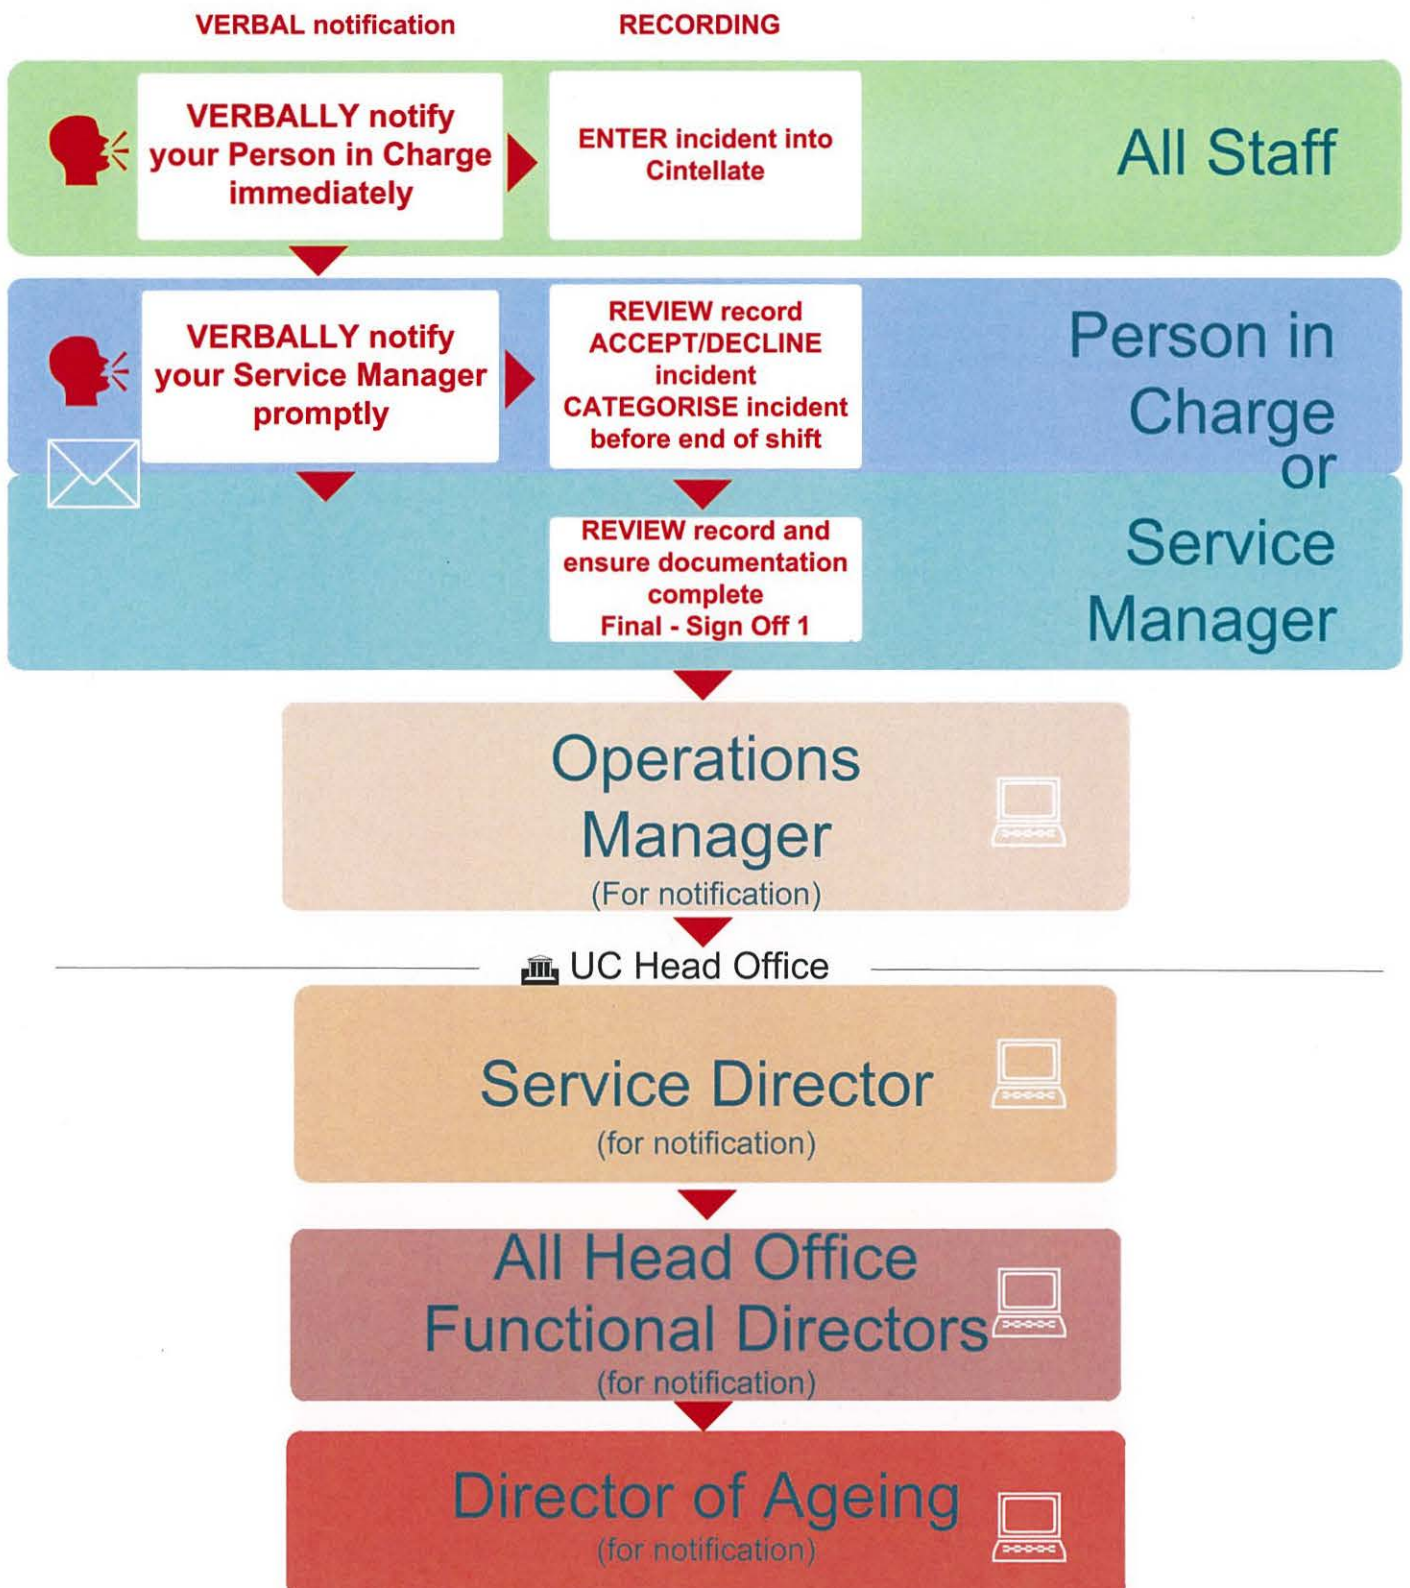 VERBAL notification
RECORDING
VERBALLY notify
your Person in Charge
immediately
ENTER incident into
Cintellate
All Staff
VERBALLY notify
your Service Manager
promptly
REVIEW record
ACCEPT/DECLINE
incident
CATEGORISE incident
before end of shift
Person in
Charge
or
Service
Manager
REVIEW record and
ensure documentation
complete
Final - Sign Off 1
Operations
Manager
(For notification)
UC Head Office
Service Director
(for notification)
All Head Office
Functional Directors
(for notification)
Director of Ageing
(for notification)